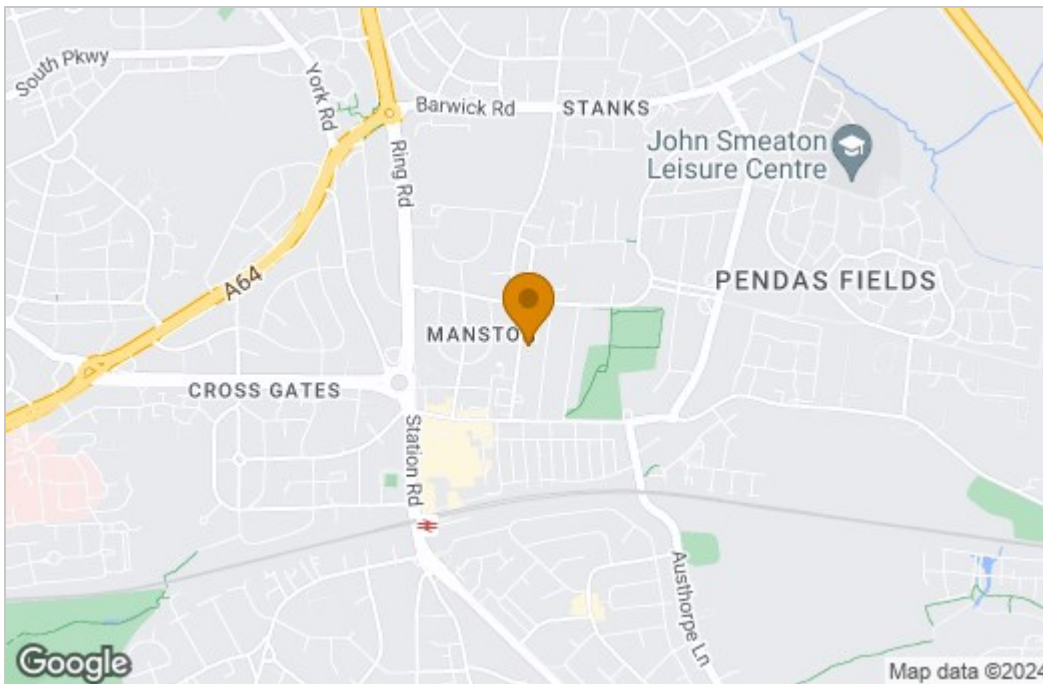 South Pkwy
York Rd
Barwick Rd
STANKS
Ring Rd
John Smeaton
Leisure Centre
A64
PENDAS FIELDS
MANSTO
CROSS GATES
Station Rd
Austhorpe Ln
Google
Map data ©2024